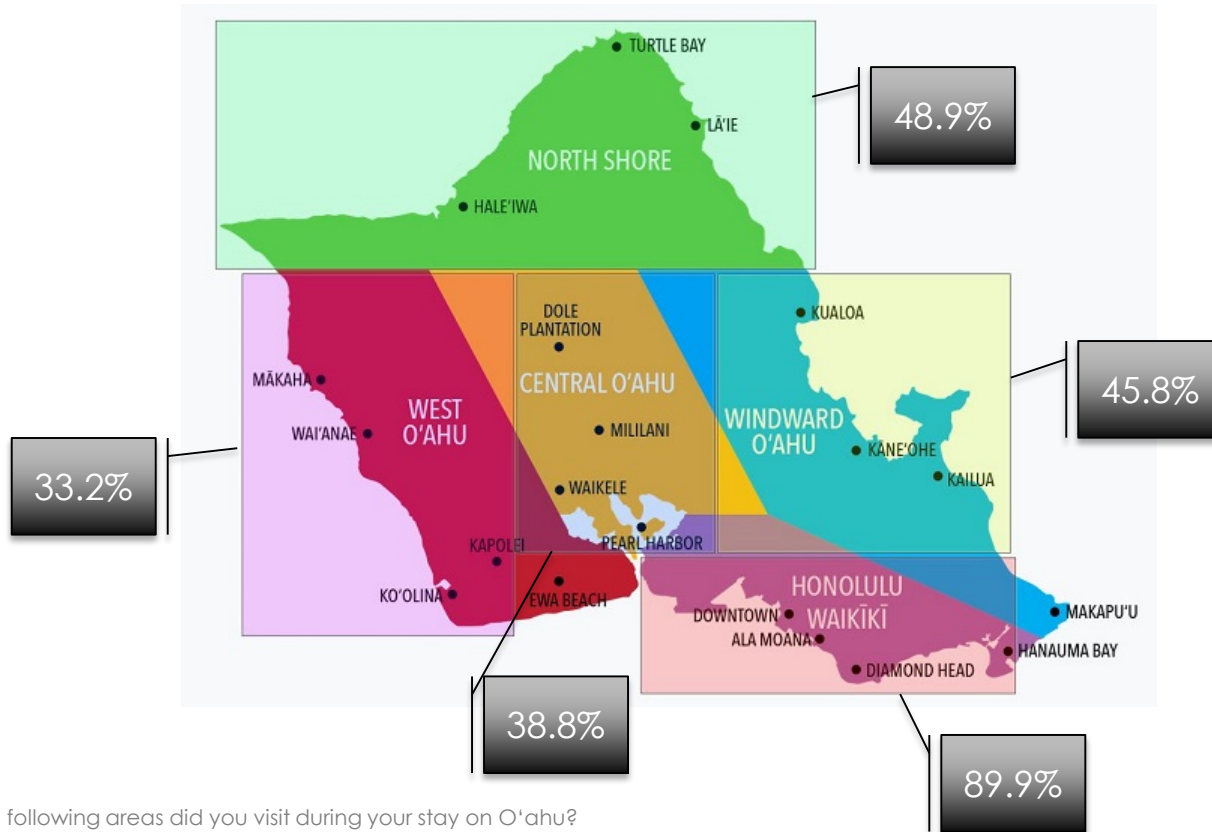 TURTLE BAY
48.9%
LĀ'IE
NORTH SHORE
HALE'IWA
DOLE
PLANTATION
KUALOA
MĀKAHA
CENTRAL O'AHU
45.8%
WEST
O'AHU
WINDWARD
O'AHU
WAI'ANAE
MILILANI
KĀNE'OHE
33.2%
WAIKELE
KAILUA
PEARL HARBOR
KAPOLEI
KO'OLINA
EWA BEACH
HONOLULU
WAIKĪKĪ
DOWNTOWN
ALA MOANA
MAKAPU'U
HANAUMA BAY
DIAMOND HEAD
38.8%
89.9%
following areas did you visit during your stay on O‘ahu?